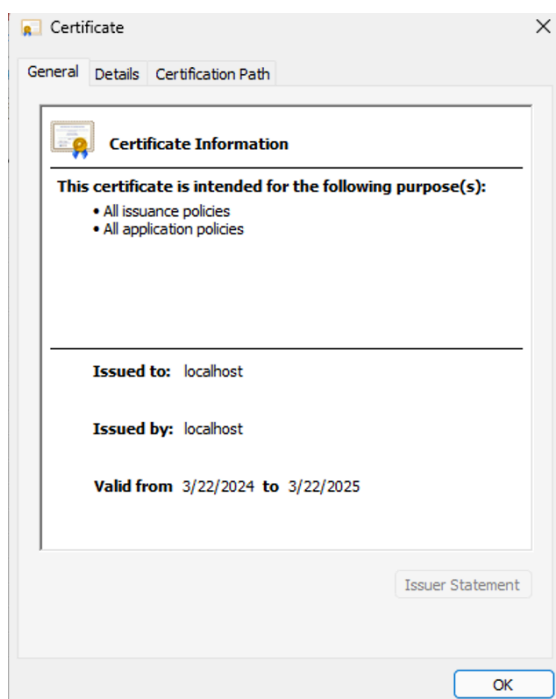 Certificate
General Details Certification Path
Certificate Information
This certificate is intended for the following purpose(s):
• All issuance policies
• All application policies
Issued to: localhost
Issued by: localhost
Valid from 3/22/2024 to 3/22/2025
Issuer Statement
OK